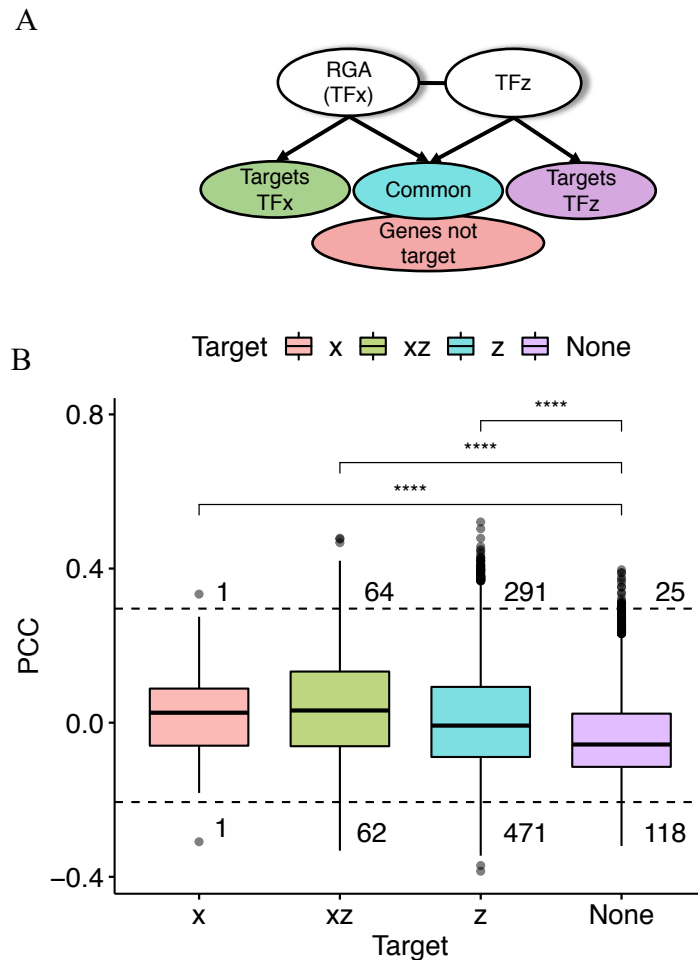 A
RGA
(TFx)
TFz
Targets
TFx
Common
Targets
TFz
Genes not
target
Target x xz z None
B
0.8
****
****
****
0.4
1 64 291 25
PCC
0.0
1 62 471 118
−0.4
x xz z None
Target